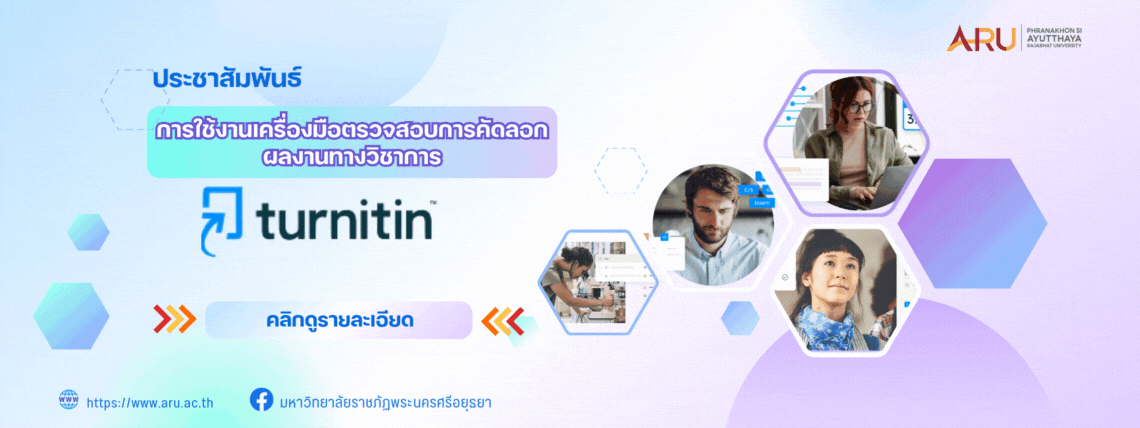 ARU
PHRANAKHON SI
AYUTTHAYA
RAJABHAT UNIVERSITY
ประชาสัมพันธ์
การใช้งานเครื่องมือตรวจสอบการคัดลอก
ผลงานทางวิชาการ
turnitin™
คลิกดูรายละเอียด
C/S
Insert
WWW
https://www.aru.ac.th
มหาวิทยาลัยราชภัฏพระนครศรีอยุธยา